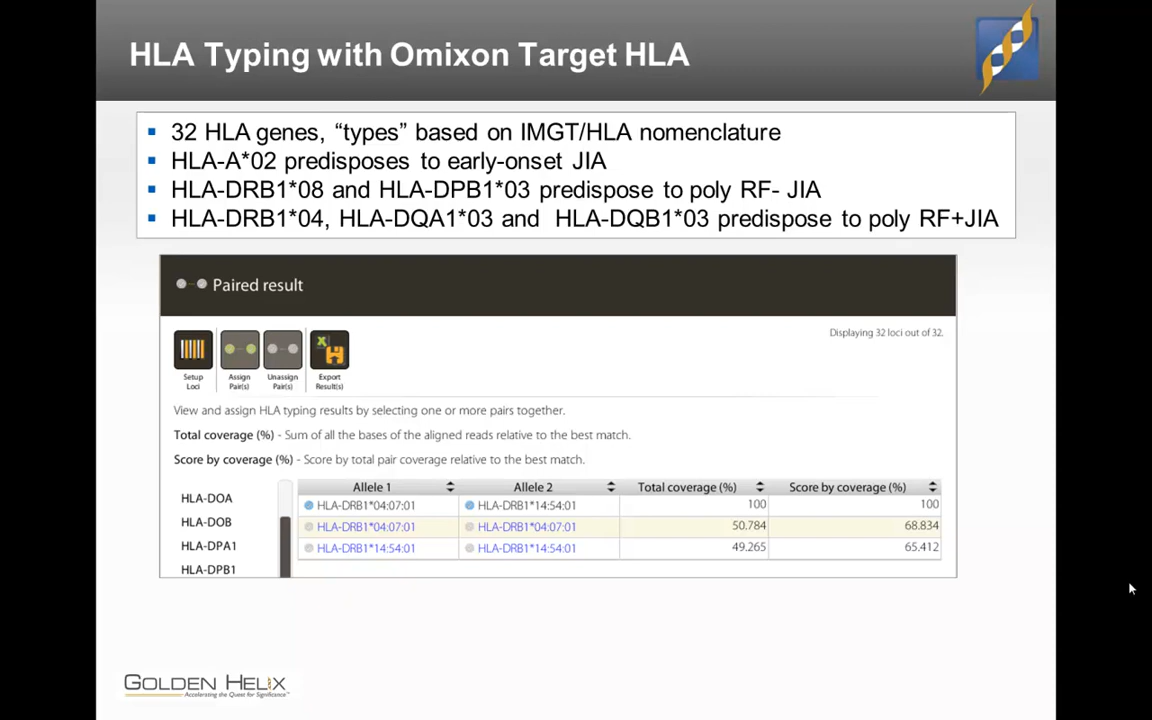 HLA Typing with Omixon Target HLA
▪ 32 HLA genes, “types” based on IMGT/HLA nomenclature
▪ HLA-A*02 predisposes to early-onset JIA
▪ HLA-DRB1*08 and HLA-DPB1*03 predispose to poly RF- JIA
▪ HLA-DRB1*04, HLA-DQA1*03 and HLA-DQB1*03 predispose to poly RF+JIA
Paired result
Displaying 32 loci out of 32.
Setup Loci
Assign Pair(s)
Unassign Pair(s)
Export Result(s)
View and assign HLA typing results by selecting one or more pairs together.
Total coverage (%) - Sum of all the bases of the aligned reads relative to the best match.
Score by coverage (%) - Score by total pair coverage relative to the best match.
HLA-DOA
HLA-DOB
HLA-DPA1
HLA-DPB1
Allele 1 Allele 2 Total coverage (%) Score by coverage (%)
HLA-DRB1*04:07:01 HLA-DRB1*14:54:01 100 100
HLA-DRB1*04:07:01 HLA-DRB1*04:07:01 50.784 68.834
HLA-DRB1*14:54:01 HLA-DRB1*14:54:01 49.265 65.412
GOLDEN HELIX
Accelerating the Quest for Significance™